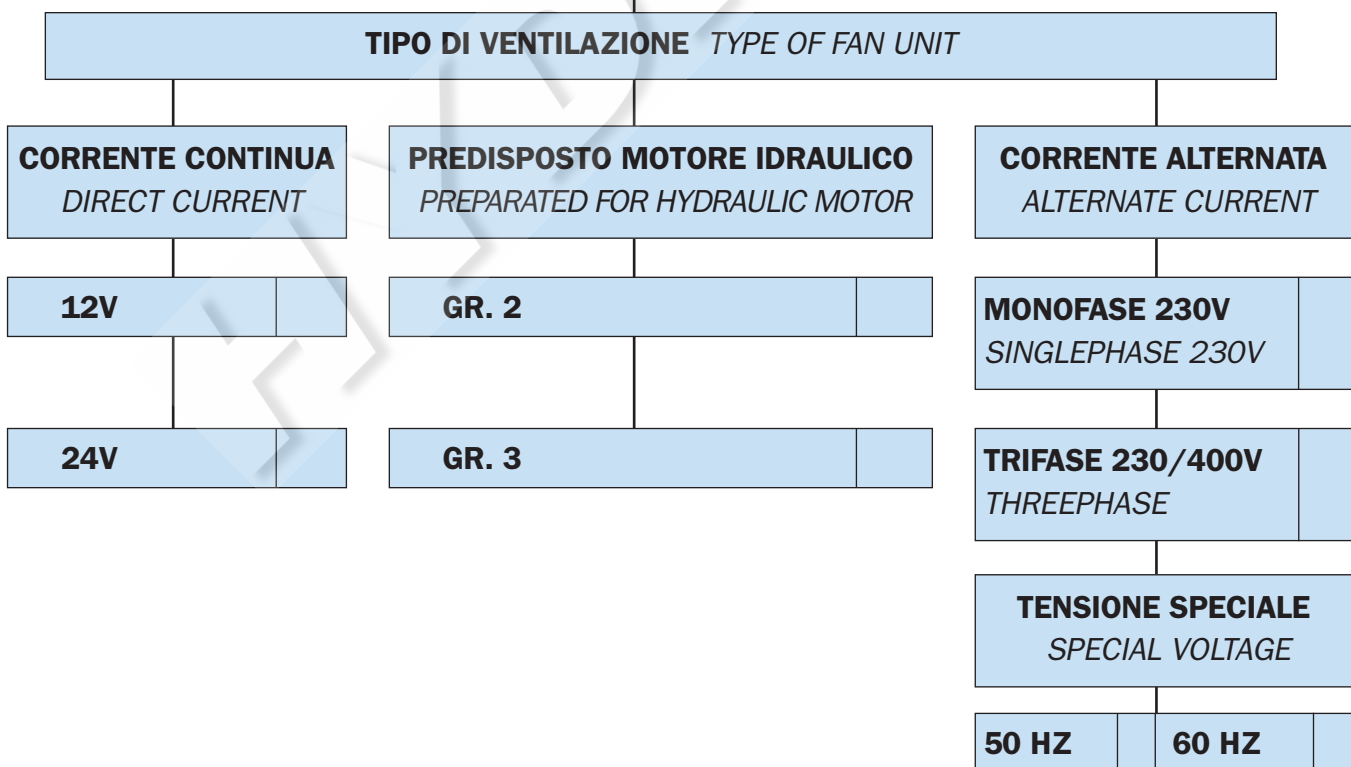 TIPO DI VENTILAZIONE TYPE OF FAN UNIT
CORRENTE CONTINUA
DIRECT CURRENT
PREDISPOSTO MOTORE IDRAULICO
PREPARATED FOR HYDRAULIC MOTOR
CORRENTE ALTERNATA
ALTERNATE CURRENT
12V
GR. 2
MONOFASE 230V
SINGLEPHASE 230V
24V
GR. 3
TRIFASE 230/400V
THREEPHASE
TENSIONE SPECIALE
SPECIAL VOLTAGE
50 HZ
60 HZ